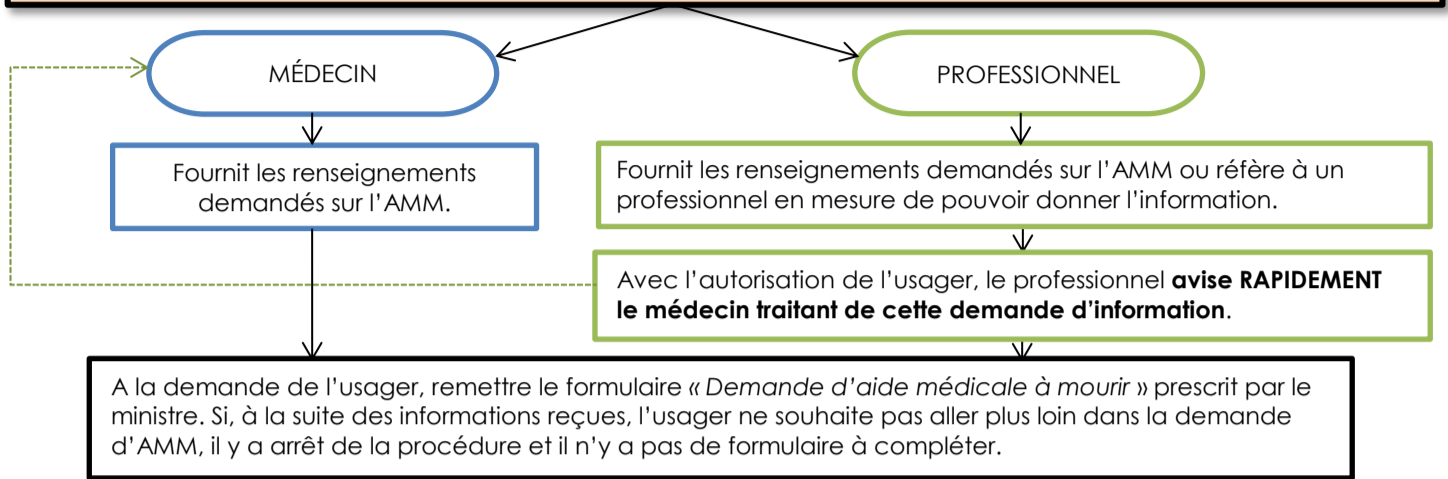 MÉDECIN
PROFESSIONNEL
Fournit les renseignements
demandés sur l’AMM.
Fournit les renseignements demandés sur l’AMM ou réfère à un
professionnel en mesure de pouvoir donner l’information.
Avec l’autorisation de l’usager, le professionnel avise RAPIDEMENT
le médecin traitant de cette demande d’information.
A la demande de l’usager, remettre le formulaire « Demande d’aide médicale à mourir » prescrit par le
ministre. Si, à la suite des informations reçues, l’usager ne souhaite pas aller plus loin dans la demande
d’AMM, il y a arrêt de la procédure et il n’y a pas de formulaire à compléter.